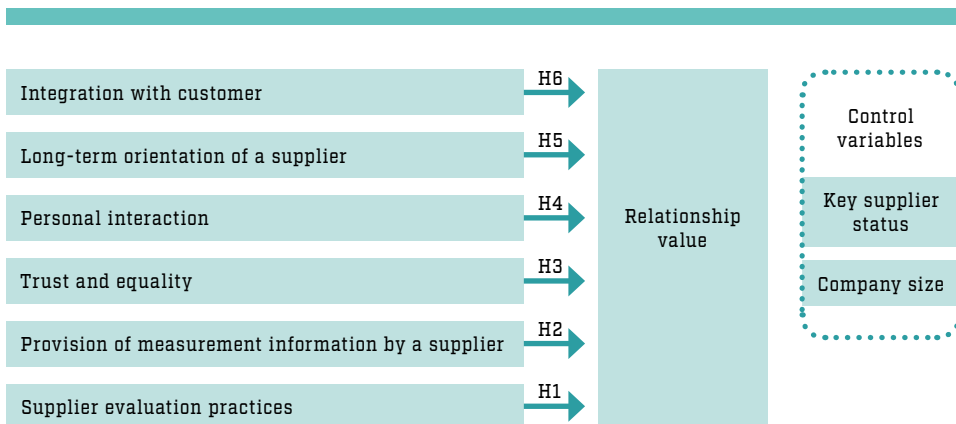 Integration with customer
H6
Long-term orientation of a supplier
H5
Personal interaction
H4
Trust and equality
H3
Provision of measurement information by a supplier
H2
Supplier evaluation practices
H1
Relationship
value
Control
variables
Key supplier
status
Company size